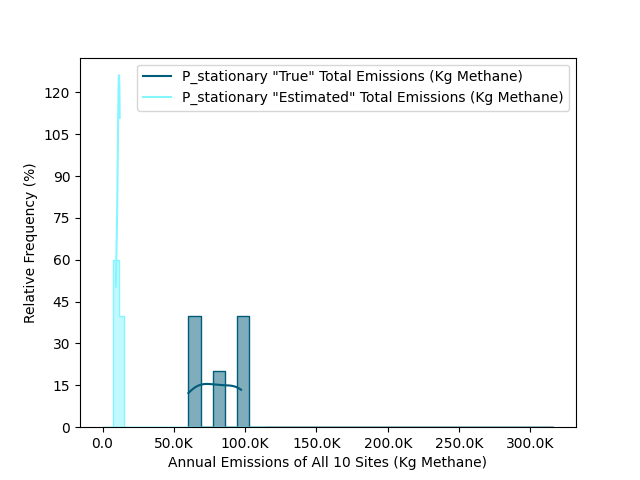 P_stationary "True" Total Emissions (Kg Methane)
P_stationary "Estimated" Total Emissions (Kg Methane)
120
105
90
75
60
45
30
15
0
Relative Frequency (%)
0.0 50.0K 100.0K 150.0K 200.0K 250.0K 300.0K
Annual Emissions of All 10 Sites (Kg Methane)